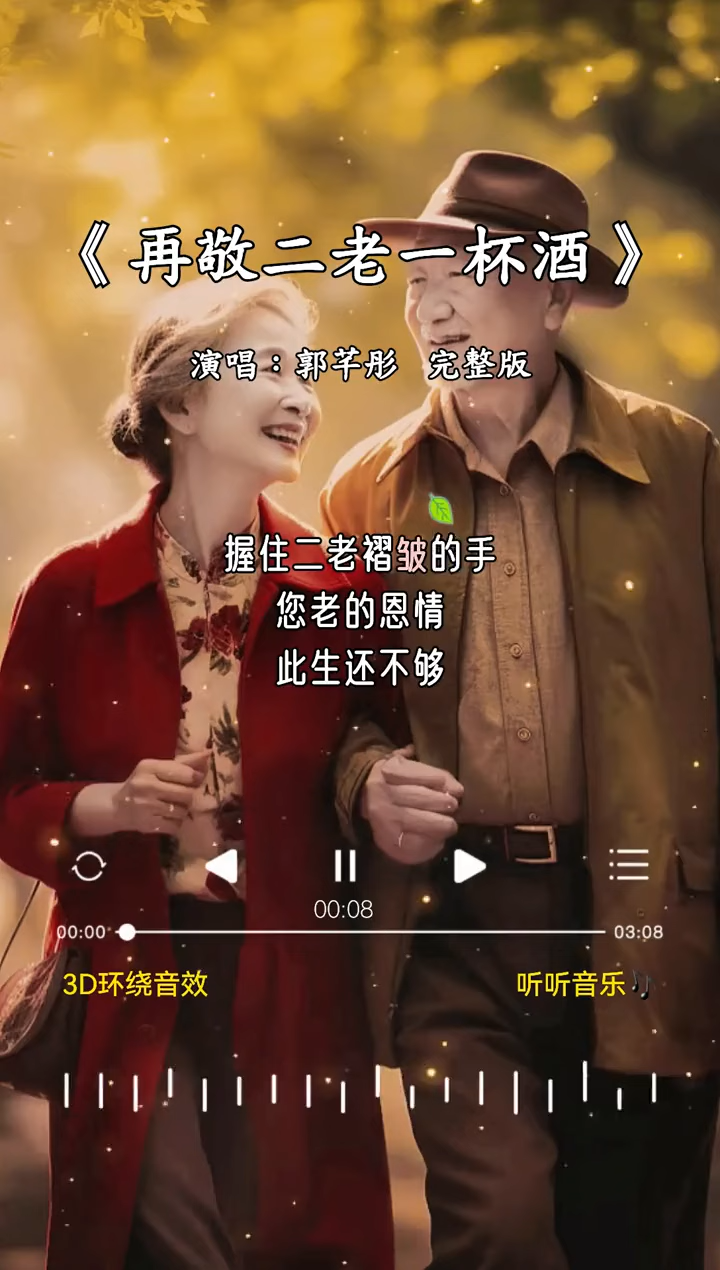 《再敬二老一杯酒》
演唱：郭芊彤 完整版
握住二老褶皱的手
您老的恩情
此生还不够
00:08
00:00 03:08
3D环绕音效 听听音乐